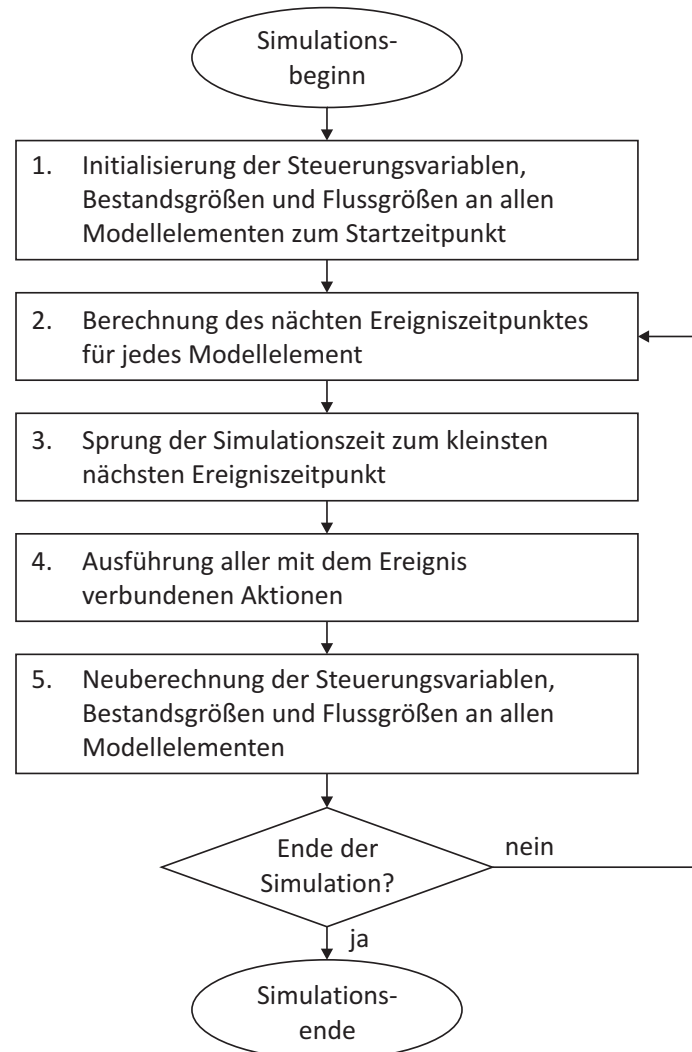 Simulations-
beginn
1. Initialisierung der Steuerungsvariablen,
Bestandsgrößen und Flussgrößen an allen
Modellelementen zum Startzeitpunkt
2. Berechnung des nächten Ereigniszeitpunktes
für jedes Modellelement
3. Sprung der Simulationszeit zum kleinsten
nächsten Ereigniszeitpunkt
4. Ausführung aller mit dem Ereignis
verbundenen Aktionen
5. Neuberechnung der Steuerungsvariablen,
Bestandsgrößen und Flussgrößen an allen
Modellelementen
Ende der
Simulation?
nein
ja
Simulations-
ende